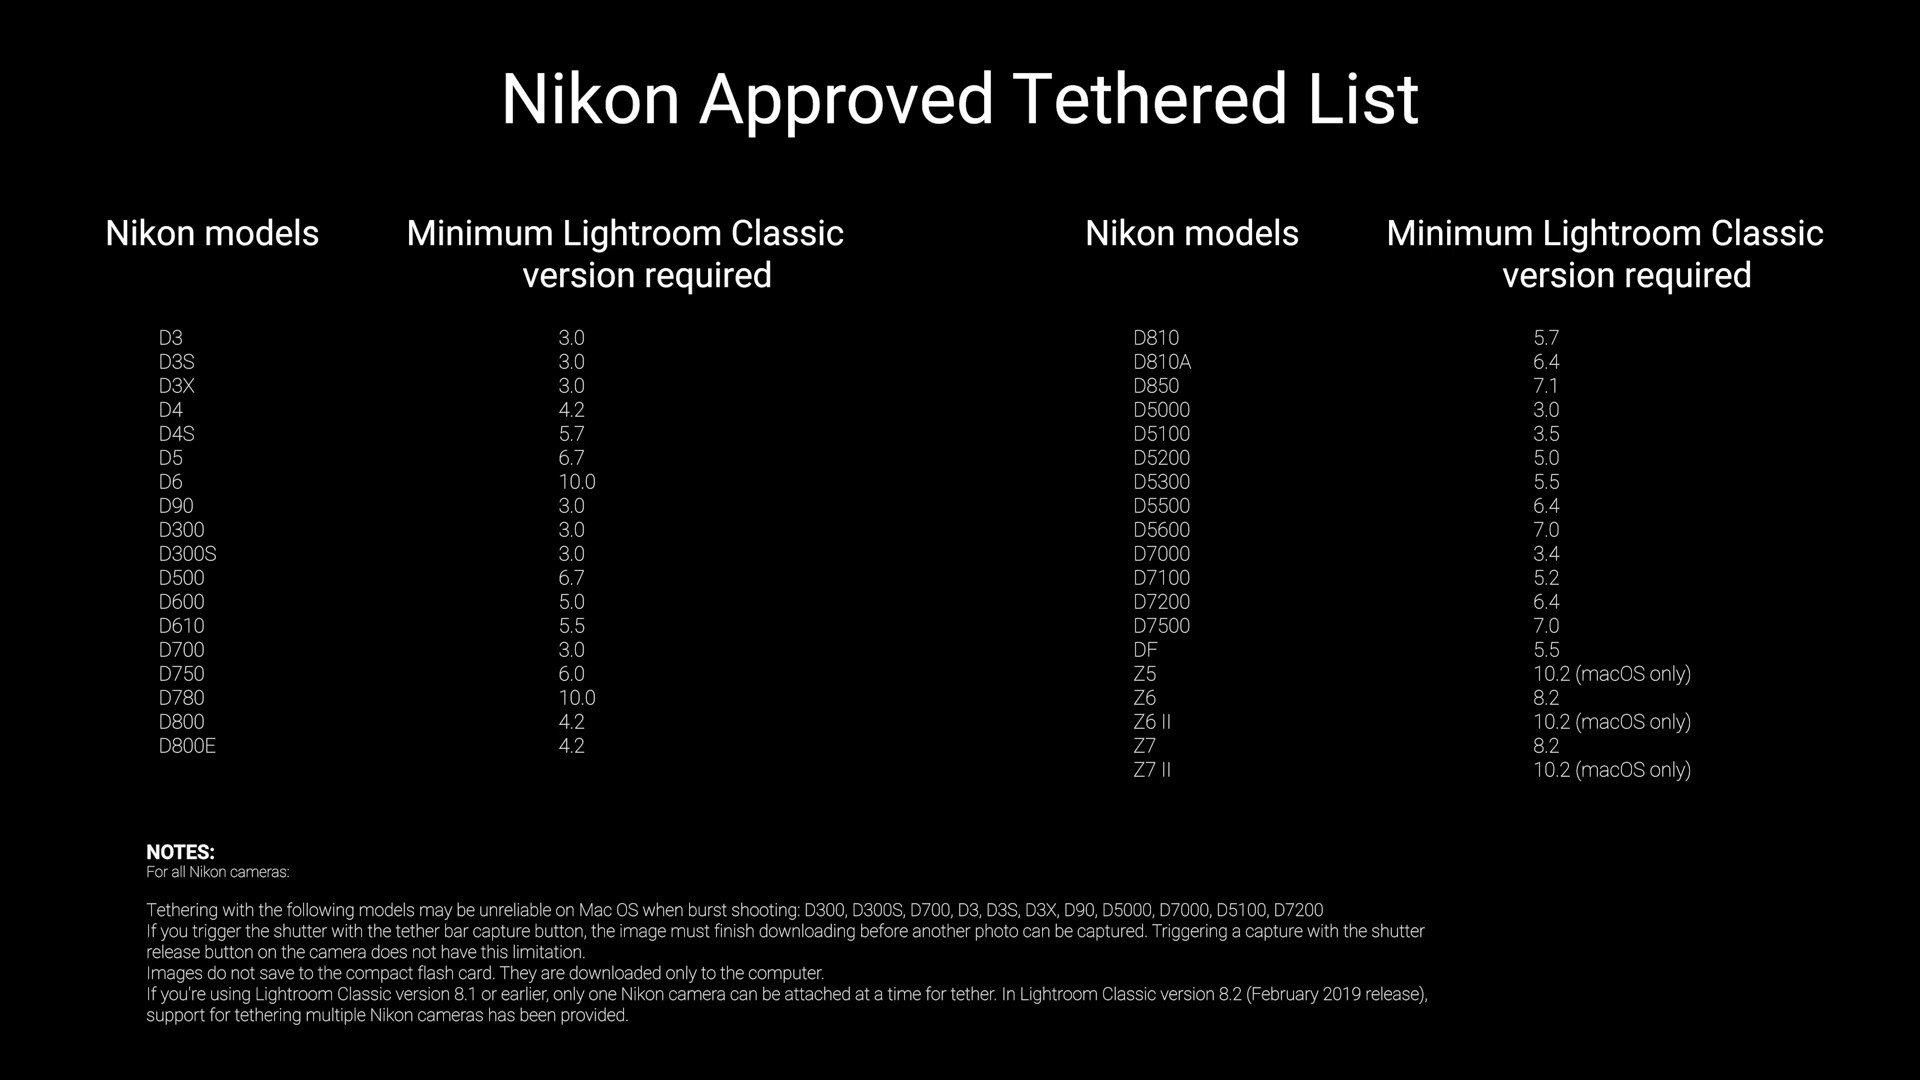 Nikon Approved Tethered List
Nikon models Minimum Lightroom Classic version required
D3 3.0
D3S 3.0
D3X 3.0
D4 4.2
D4S 5.7
D5 6.7
D6 10.0
D90 3.0
D300 3.0
D300S 3.0
D500 6.7
D600 5.0
D610 5.5
D700 3.0
D750 6.0
D780 10.0
D800 4.2
D800E 4.2
Nikon models Minimum Lightroom Classic version required
D810 5.7
D810A 6.4
D850 7.1
D5000 3.0
D5100 3.5
D5200 5.0
D5300 5.5
D5500 6.4
D5600 7.0
D7000 3.4
D7100 5.2
D7200 6.4
D7500 7.0
DF 5.5
Z5 10.2 (macOS only)
Z6 8.2
Z6 II 10.2 (macOS only)
Z7 8.2
Z7 II 10.2 (macOS only)
NOTES:
For all Nikon cameras:
Tethering with the following models may be unreliable on Mac OS when burst shooting: D300, D300S, D700, D3, D3S, D3X, D90, D5000, D7000, D5100, D7200
If you trigger the shutter with the tether bar capture button, the image must finish downloading before another photo can be captured. Triggering a capture with the shutter
release button on the camera does not have this limitation.
Images do not save to the compact flash card. They are downloaded only to the computer.
If you're using Lightroom Classic version 8.1 or earlier, only one Nikon camera can be attached at a time for tether. In Lightroom Classic version 8.2 (February 2019 release),
support for tethering multiple Nikon cameras has been provided.